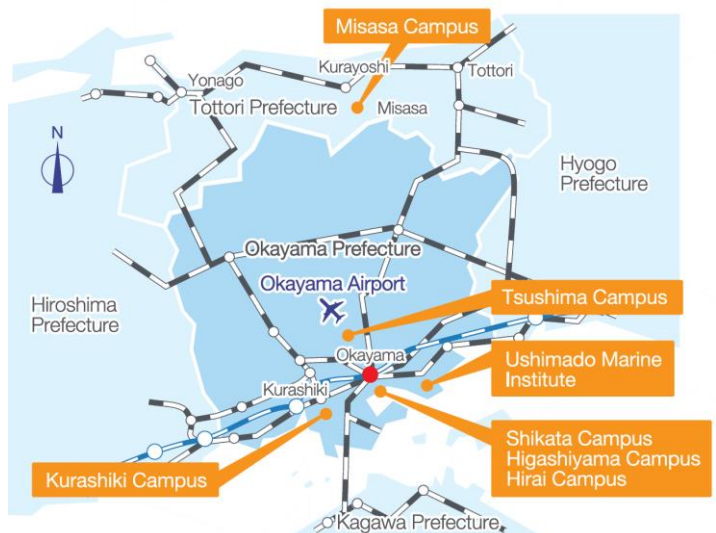 Misasa Campus
Kurayoshi
Tottori
Yonago
Tottori Prefecture
Misasa
N
Hyogo
Prefecture
Okayama Prefecture
Okayama Airport
Hiroshima
Prefecture
Tsushima Campus
Okayama
Ushimado Marine
Institute
Kurashiki
Shikata Campus
Higashiyama Campus
Hirai Campus
Kurashiki Campus
Kagawa Prefecture